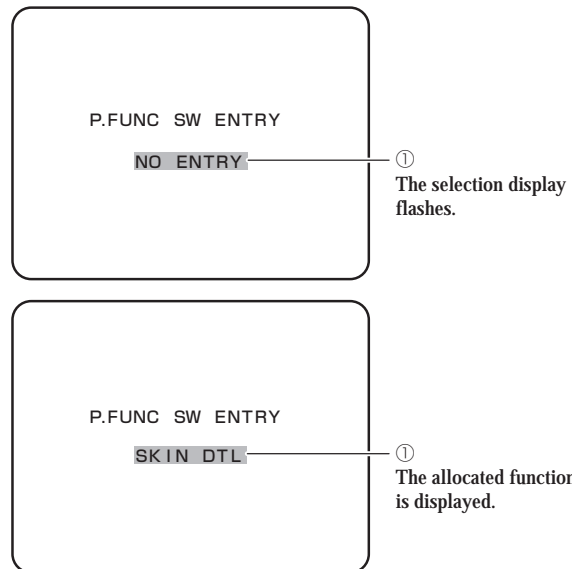 P.FUNC SW ENTRY
NO ENTRY
①
The selection display
flashes.
P.FUNC SW ENTRY
SKIN DTL
①
The allocated function
is displayed.